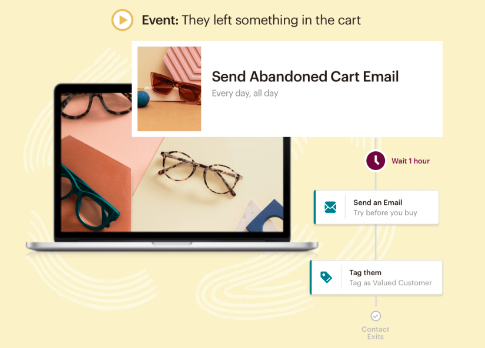 Event: They left something in the cart
Send Abandoned Cart Email
Every day, all day
Wait 1 hour
Send an Email
Try before you buy
Tag them
Tag as Valued Customer
Contact
Exits